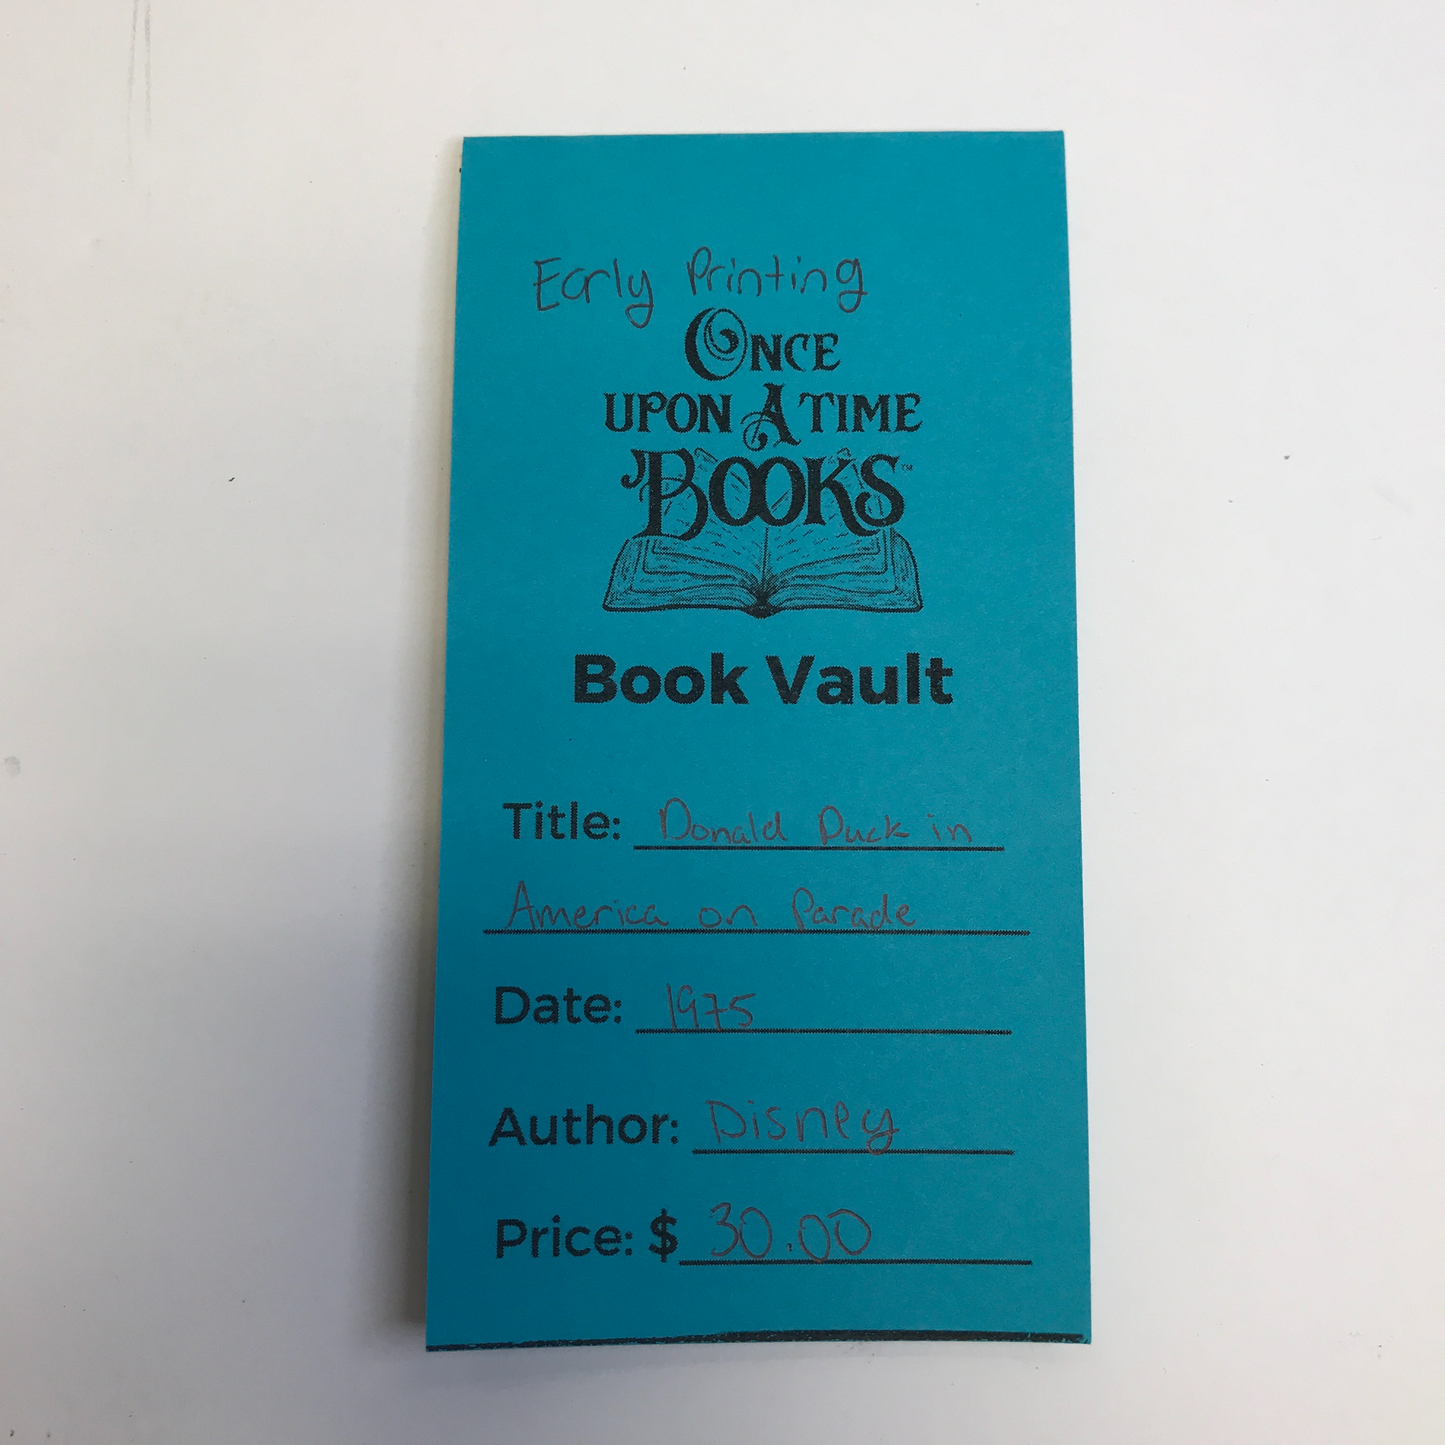 Early Printing
ONCE
UPON A TIME
BOOKS™
Book Vault
Title: Donald Duck in
America on Parade
Date: 1975
Author: Disney
Price: $ 30.00